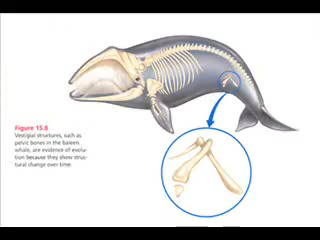 Figure 15.8
Vestigial structures, such as
pelvic bones in the baleen
whale, are evidence of evolu-
tion because they show struc-
tural change over time.